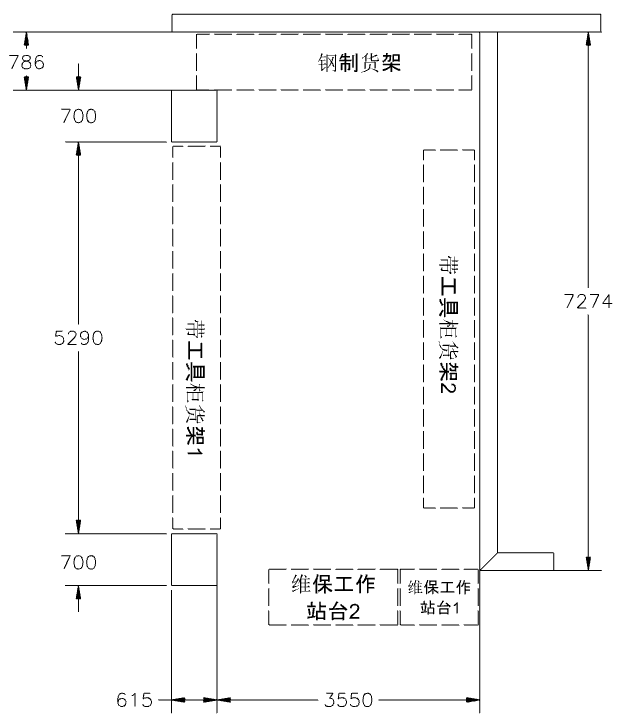 钢制货架
786
700
带工具柜货架2
7274
5290
带工具柜货架1
700
维保工作
站台2
维保工作
站台1
615
3550